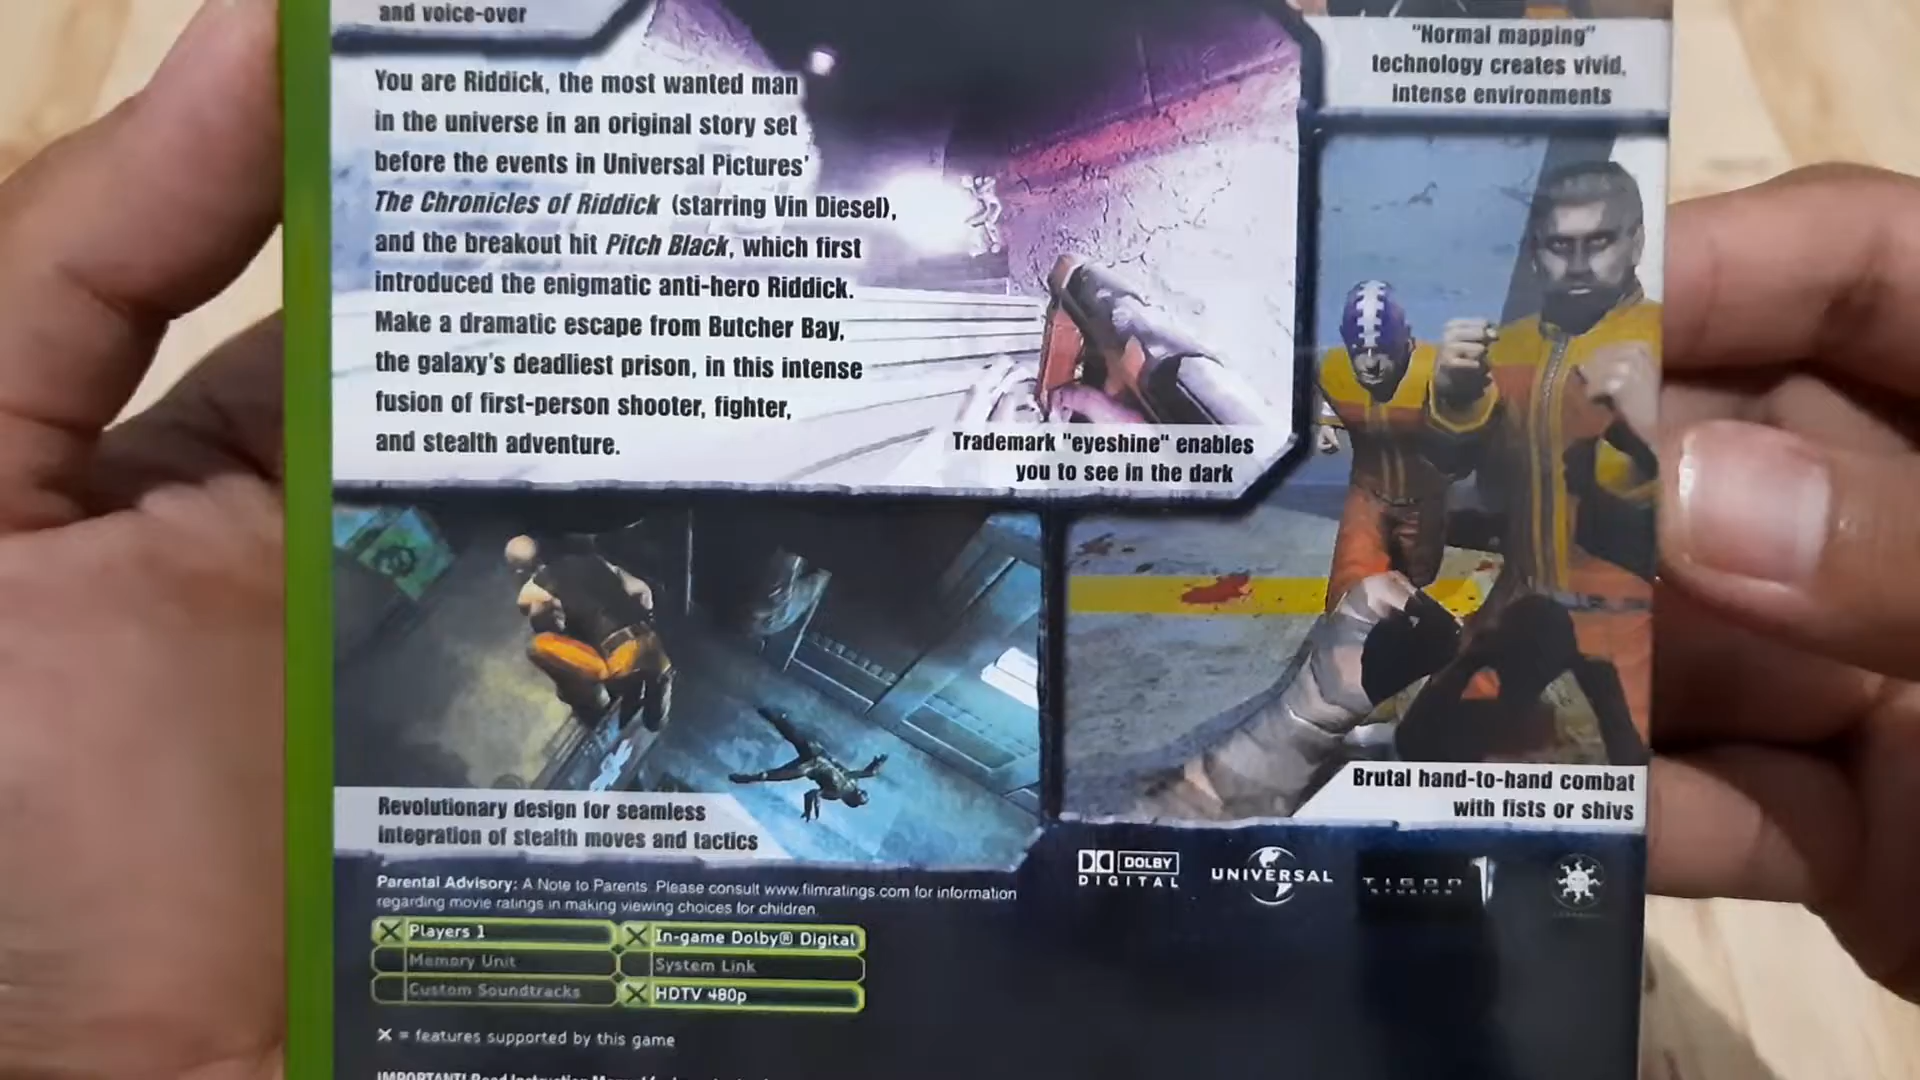 and voice-over
You are Riddick, the most wanted man
in the universe in an original story set
before the events in Universal Pictures'
The Chronicles of Riddick (starring Vin Diesel),
and the breakout hit Pitch Black, which first
introduced the enigmatic anti-hero Riddick.
Make a dramatic escape from Butcher Bay,
the galaxy's deadliest prison, in this intense
fusion of first-person shooter, fighter,
and stealth adventure.
Trademark "eyeshine" enables
you to see in the dark
"Normal mapping"
technology creates vivid,
intense environments
Revolutionary design for seamless
integration of stealth moves and tactics
Brutal hand-to-hand combat
with fists or shivs
DOLBY
DIGITAL
UNIVERSAL
TIGON
STUDIOS
Parental Advisory: A Note to Parents: Please consult www.filmratings.com for information
regarding movie ratings in making viewing choices for children.
Players 1
In-game Dolby® Digital
Memory Unit
System Link
Custom Soundtracks
HDTV 480p
X = features supported by this game
IMPORTANT! Read Instruction